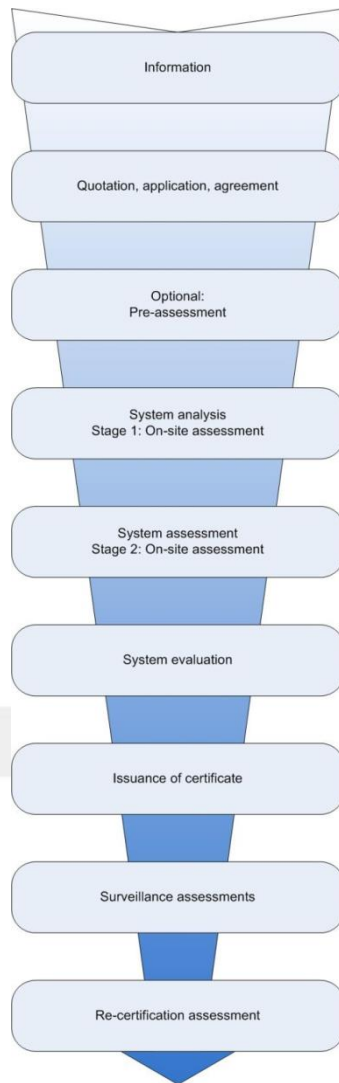 Information
Quotation, application, agreement
Optional:
Pre-assessment
System analysis
Stage 1: On-site assessment
System assessment
Stage 2: On-site assessment
System evaluation
Issuance of certificate
Surveillance assessments
Re-certification assessment